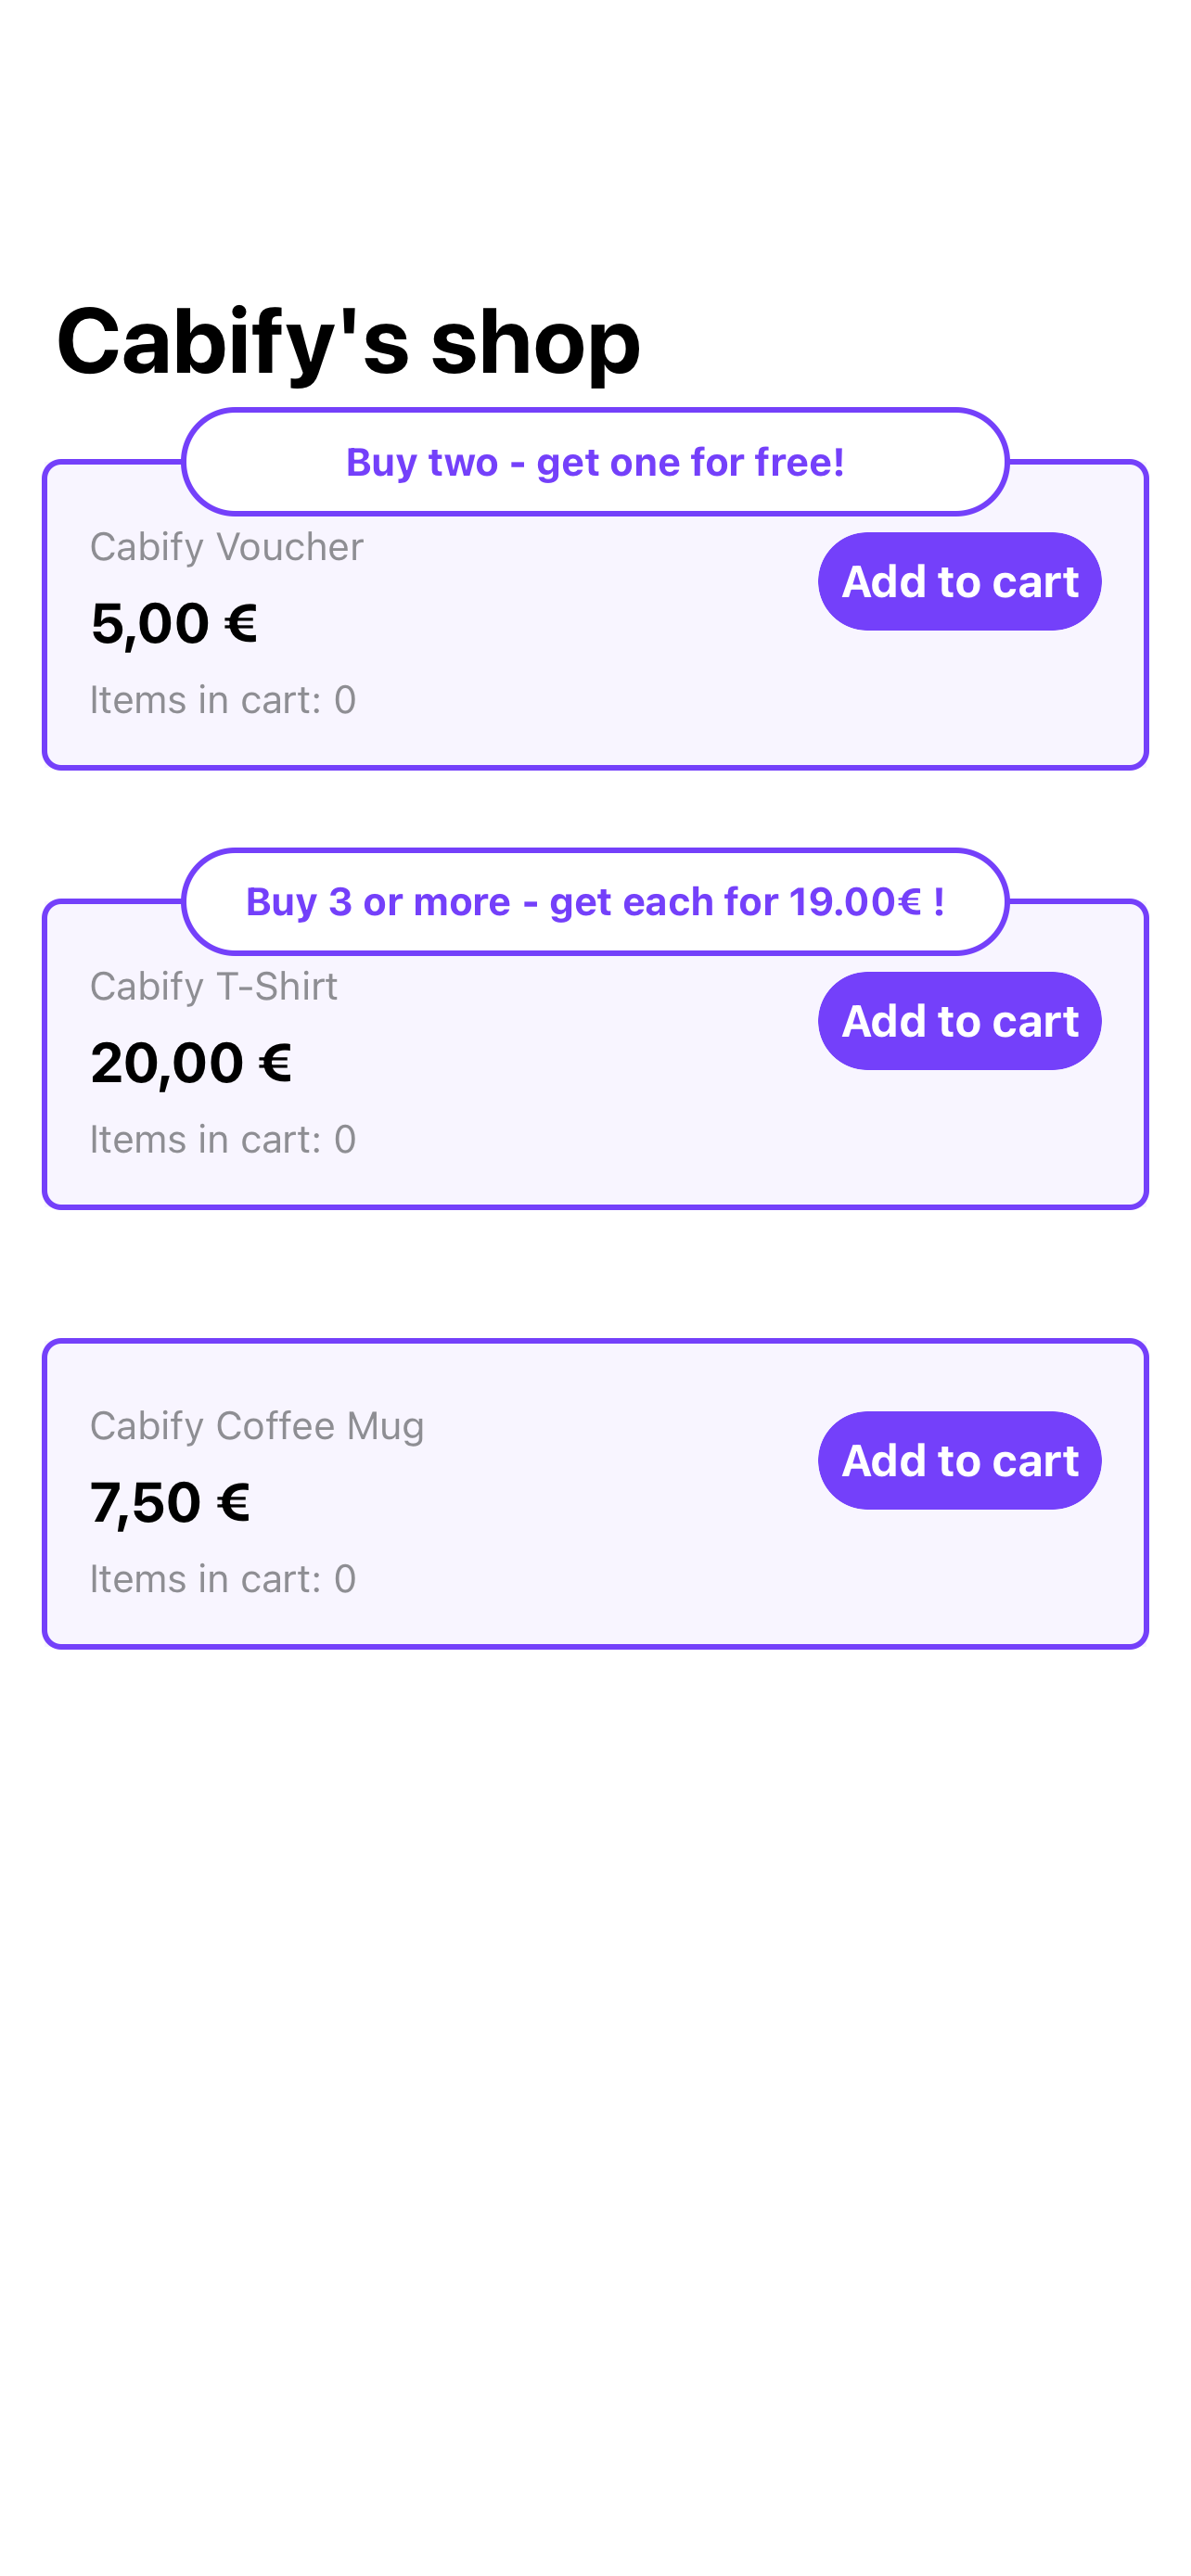 Cabify's shop
Buy two - get one for free!
Cabify Voucher
Add to cart
5,00 €
Items in cart: 0
Buy 3 or more - get each for 19.00€ !
Cabify T-Shirt
Add to cart
20,00 €
Items in cart: 0
Cabify Coffee Mug
Add to cart
7,50 €
Items in cart: 0